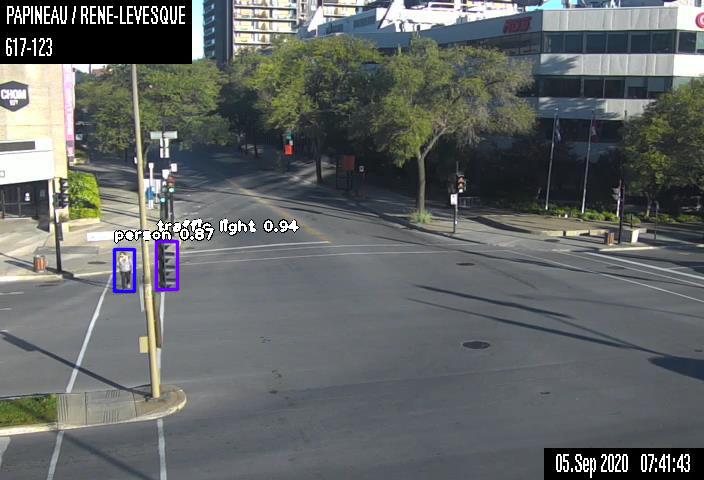 PAPINEAU / RENE-LEVESQUE
617-123
CHOM
traffic light 0.94
person 0.87
05.Sep 2020 07:41:43